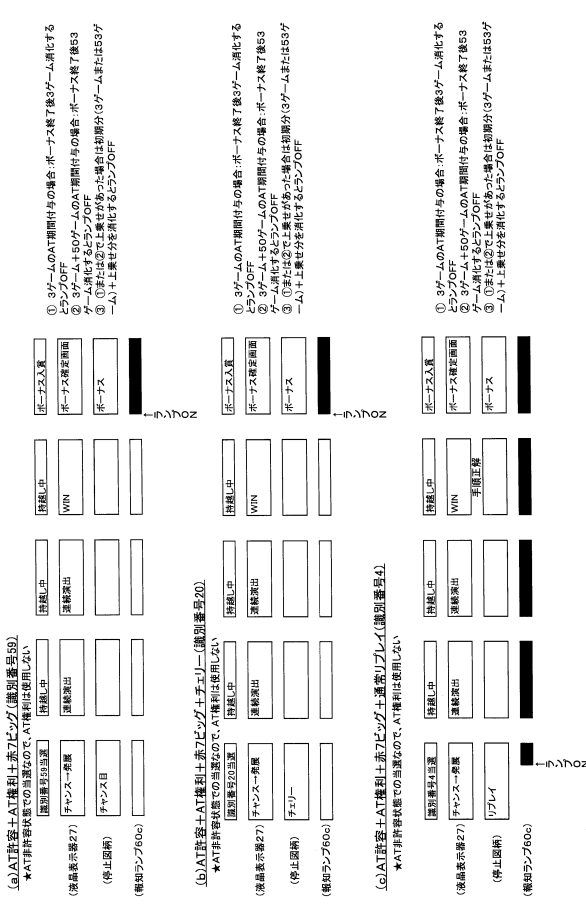 (a)AT許容+AT権利+赤7ビッグ(識別番号59)
★AT非許容状態での当選なので、AT権利は使用しない
識別番号59当選 持越し中 持越し中 持越し中 ボーナス入賞
(液晶表示器27) チャンス→発展 連続演出 連続演出 WIN ボーナス確定画面
(停止図柄) チャンス目 ボーナス
(報知ランプ60c)
←ランプON
① 3ゲームのAT期間付与の場合:ボーナス終了後3ゲーム消化する
とランプOFF
② 3ゲーム+50ゲームのAT期間付与の場合:ボーナス終了後53
ゲーム消化するとランプOFF
③ ①または②で上乗せがあった場合は初期分(3ゲームまたは53ゲ
ーム)+上乗せ分を消化するとランプOFF
(b)AT許容+AT権利+赤7ビッグ+チェリー(識別番号20)
★AT非許容状態での当選なので、AT権利は使用しない
識別番号20当選 持越し中 持越し中 持越し中 ボーナス入賞
(液晶表示器27) チャンス→発展 連続演出 連続演出 WIN ボーナス確定画面
(停止図柄) チェリー ボーナス
(報知ランプ60c)
←ランプON
① 3ゲームのAT期間付与の場合:ボーナス終了後3ゲーム消化する
とランプOFF
② 3ゲーム+50ゲームのAT期間付与の場合:ボーナス終了後53
ゲーム消化するとランプOFF
③ ①または②で上乗せがあった場合は初期分(3ゲームまたは53ゲ
ーム)+上乗せ分を消化するとランプOFF
(c)AT許容+AT権利+赤7ビッグ+通常リプレイ(識別番号4)
★AT非許容状態での当選なので、AT権利は使用しない
識別番号4当選 持越し中 持越し中 持越し中 ボーナス入賞
(液晶表示器27) チャンス→発展 連続演出 連続演出 WIN ボーナス確定画面
手順正解
(停止図柄) リプレイ ボーナス
(報知ランプ60c)
←ランプON
① 3ゲームのAT期間付与の場合:ボーナス終了後3ゲーム消化する
とランプOFF
② 3ゲーム+50ゲームのAT期間付与の場合:ボーナス終了後53
ゲーム消化するとランプOFF
③ ①または②で上乗せがあった場合は初期分(3ゲームまたは53ゲ
ーム)+上乗せ分を消化するとランプOFF